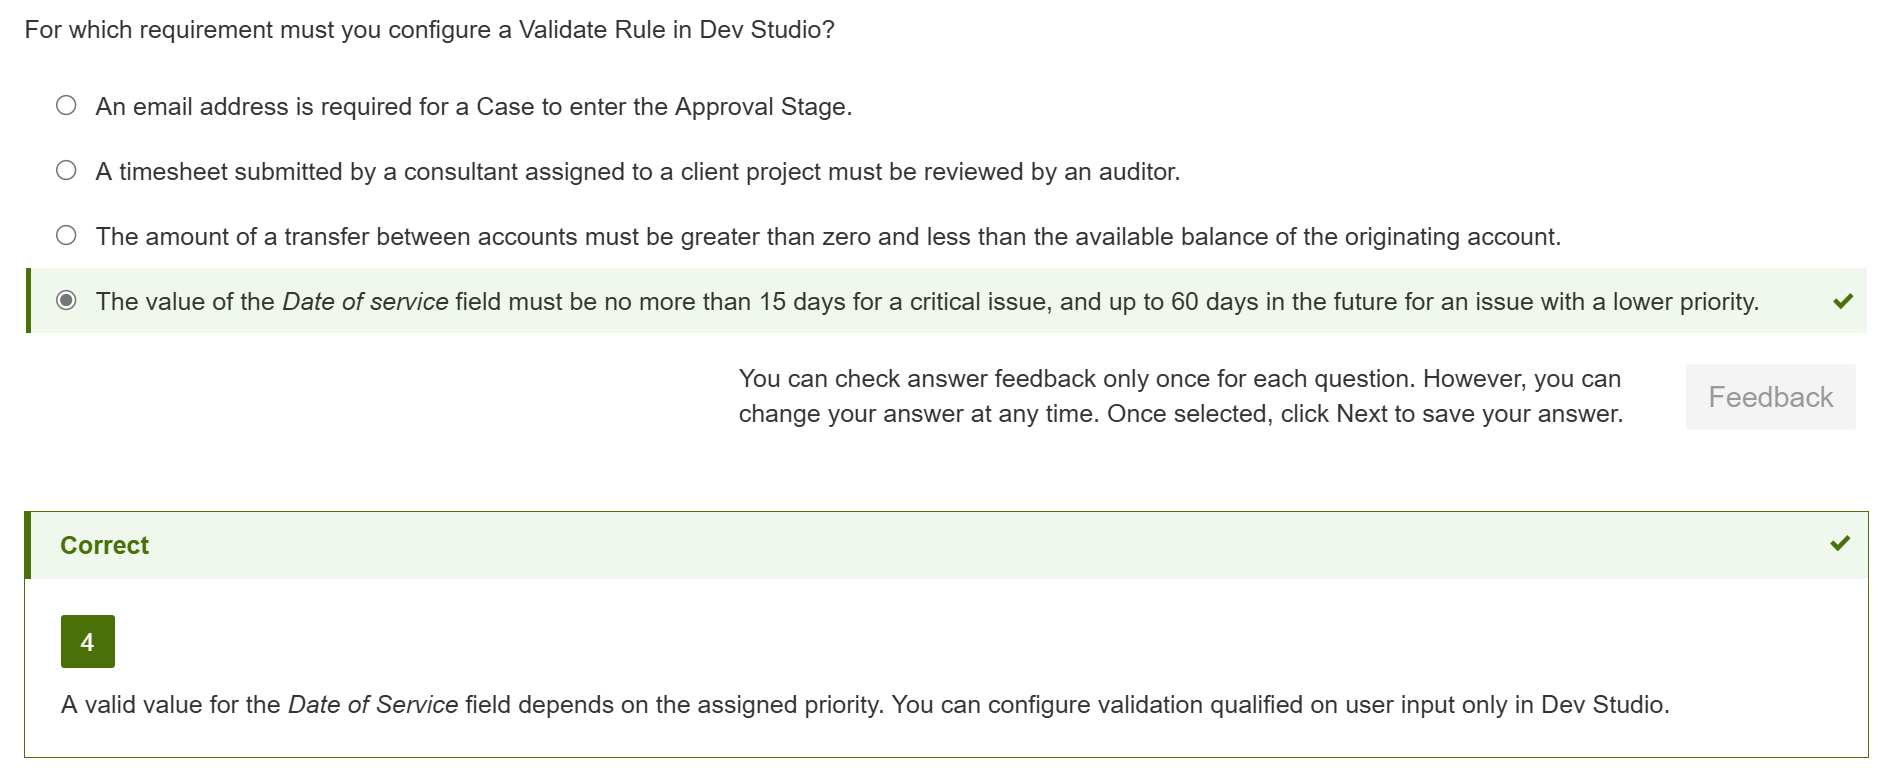 For which requirement must you configure a Validate Rule in Dev Studio?
An email address is required for a Case to enter the Approval Stage.
A timesheet submitted by a consultant assigned to a client project must be reviewed by an auditor.
The amount of a transfer between accounts must be greater than zero and less than the available balance of the originating account.
The value of the Date of service field must be no more than 15 days for a critical issue, and up to 60 days in the future for an issue with a lower priority.
You can check answer feedback only once for each question. However, you can
change your answer at any time. Once selected, click Next to save your answer.
Feedback
Correct
4
A valid value for the Date of Service field depends on the assigned priority. You can configure validation qualified on user input only in Dev Studio.